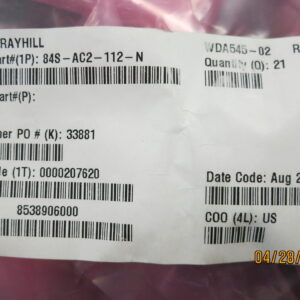 RAYHILL
WDA545-02 R
art#(1P): 84S-AC2-112-N
Quantity (Q): 21
art#(P):
er PO # (K): 33881
le (1T): 0000207620
Date Code: Aug 2
8538906000
COO (4L): US
04/28/